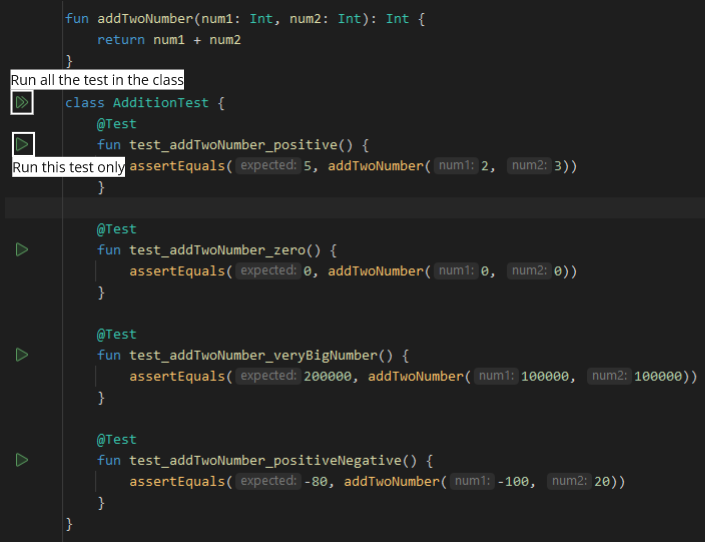 fun addTwoNumber(num1: Int, num2: Int): Int {
return num1 + num2
}
Run all the test in the class
class AdditionTest {
@Test
fun test_addTwoNumber_positive() {
Run this test only
assertEquals( expected: 5, addTwoNumber( num1: 2, num2: 3))
}
@Test
fun test_addTwoNumber_zero() {
assertEquals( expected: 0, addTwoNumber( num1: 0, num2: 0))
}
@Test
fun test_addTwoNumber_veryBigNumber() {
assertEquals( expected: 200000, addTwoNumber( num1: 100000, num2: 100000))
}
@Test
fun test_addTwoNumber_positiveNegative() {
assertEquals( expected: -80, addTwoNumber( num1: -100, num2: 20))
}
}